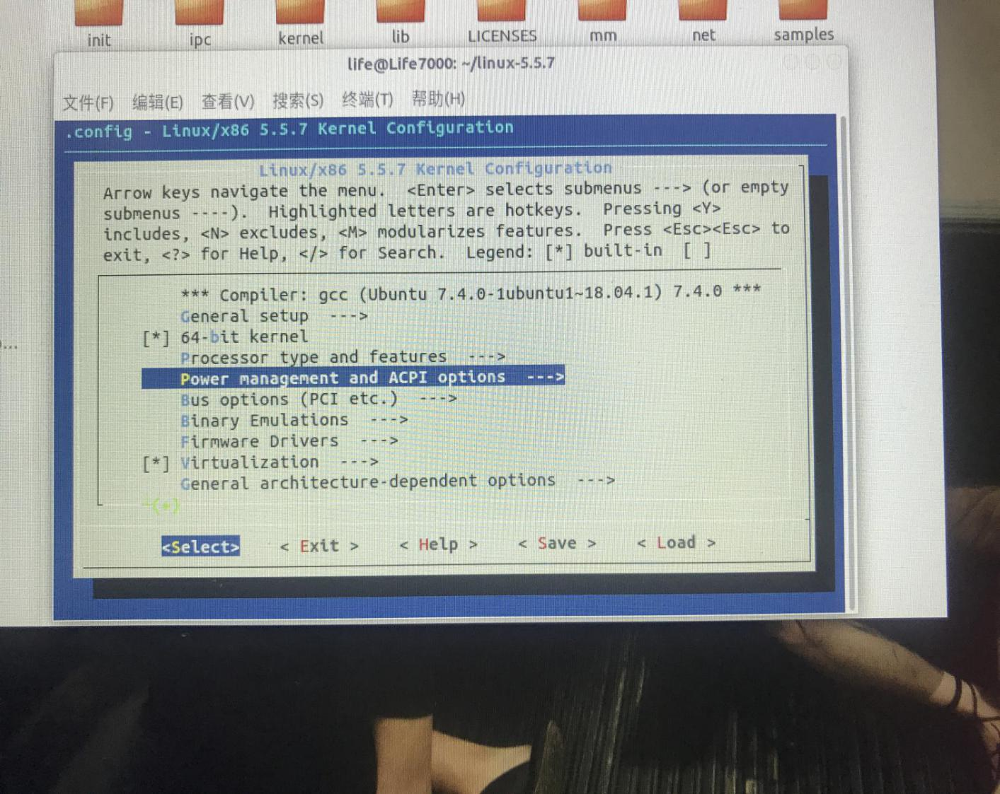 init ipc kernel lib LICENSES mm net samples
life@Life7000: ~/linux-5.5.7
文件(F) 编辑(E) 查看(V) 搜索(S) 终端(T) 帮助(H)
.config - Linux/x86 5.5.7 Kernel Configuration
Linux/x86 5.5.7 Kernel Configuration
Arrow keys navigate the menu.  <Enter> selects submenus ---> (or empty
submenus ----).  Highlighted letters are hotkeys.  Pressing <Y>
includes, <N> excludes, <M> modularizes features.  Press <Esc><Esc> to
exit, <?> for Help, </> for Search.  Legend: [*] built-in  [ ]
*** Compiler: gcc (Ubuntu 7.4.0-1ubuntu1~18.04.1) 7.4.0 ***
General setup  --->
[*] 64-bit kernel
Processor type and features  --->
Power management and ACPI options  --->
Bus options (PCI etc.)  --->
Binary Emulations  --->
Firmware Drivers  --->
[*] Virtualization  --->
General architecture-dependent options  --->
(+)
<Select> < Exit > < Help > < Save > < Load >